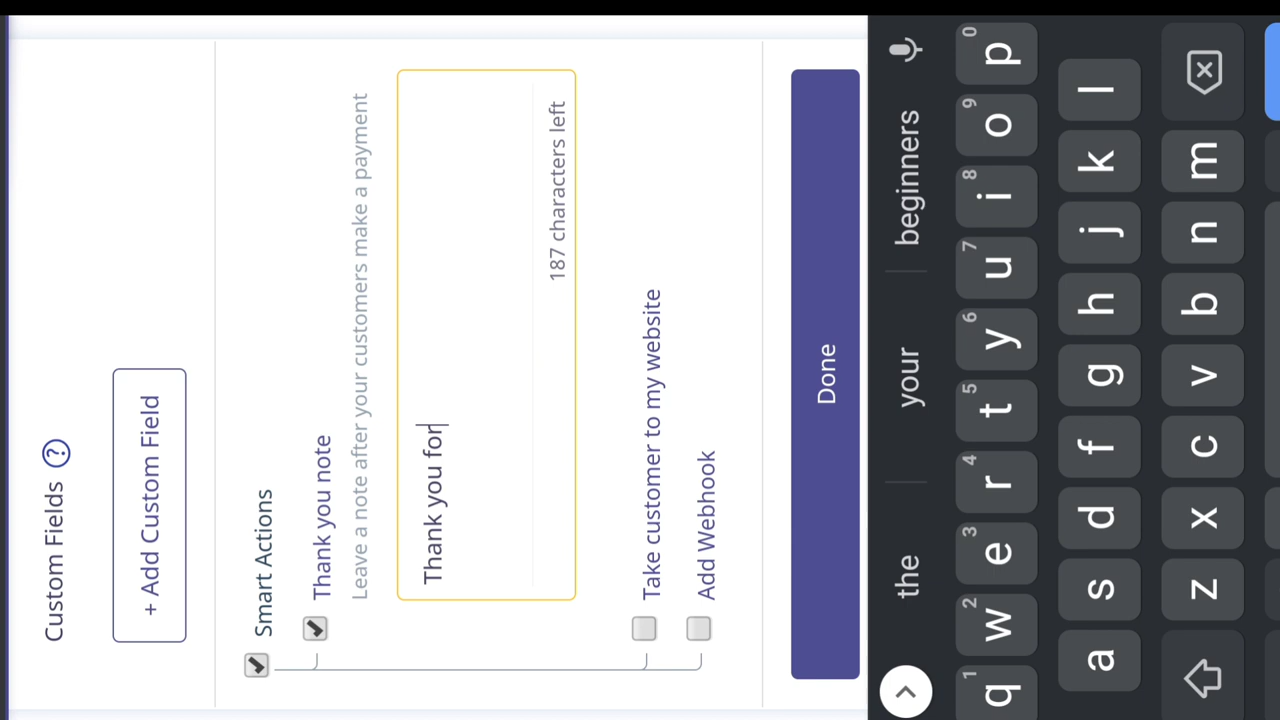 Custom Fields ?
+ Add Custom Field
Smart Actions
Thank you note
Leave a note after your customers make a payment
Thank you for
187 characters left
Take customer to my website
Add Webhook
Done
the your beginners
1 2 3 4 5 6 7 8 9 0
q w e r t y u i o p
a s d f g h j k l
z x c v b n m